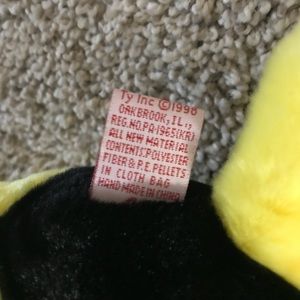 Ty Inc ©1998
OAKBROOK, IL.,
REG.NO.PA-1965(KR)
ALL NEW MATERIAL
CONTENTS:POLYESTER
FIBER & P.E. PELLETS
IN CLOTH BAG
HAND MADE IN CHINA